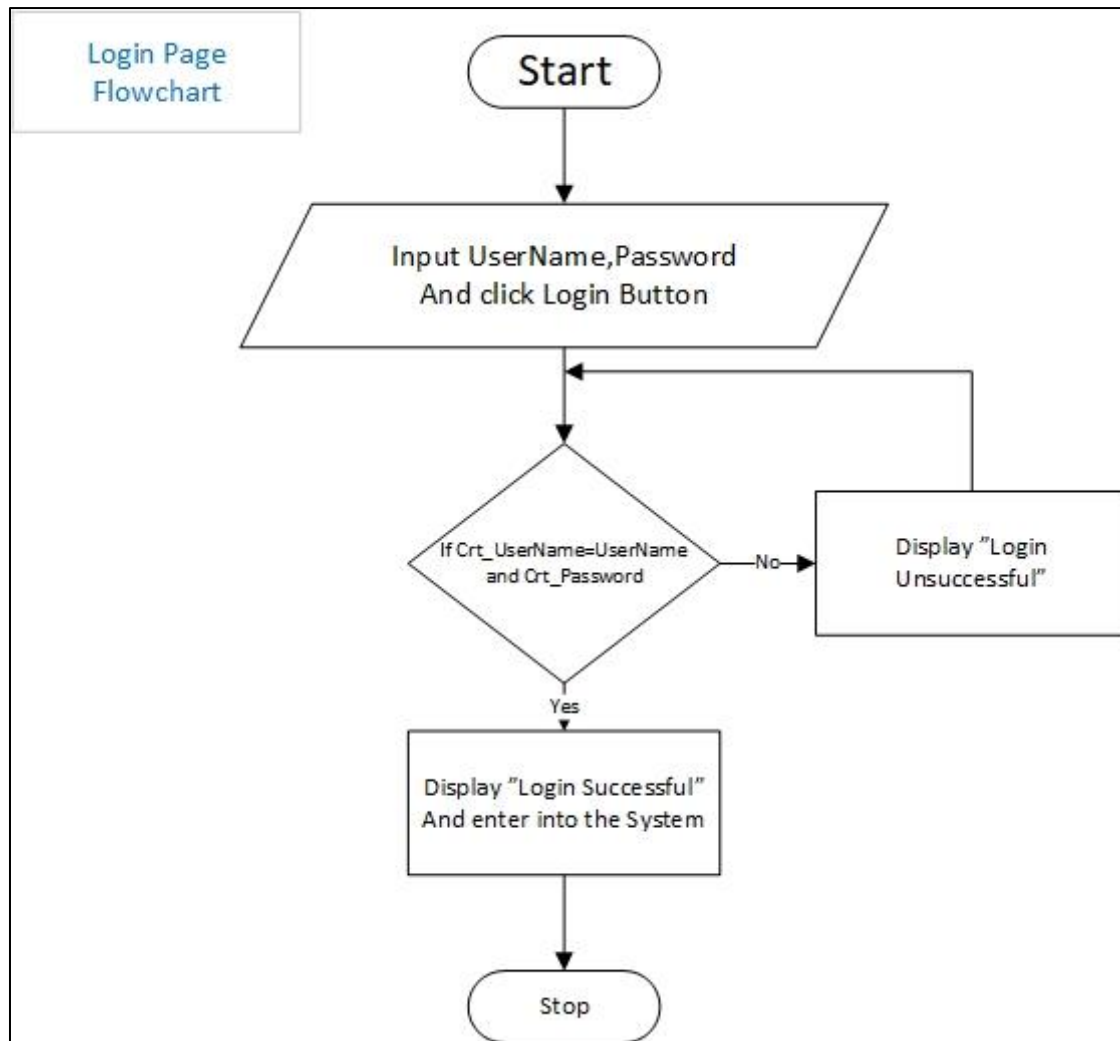 Login Page
Flowchart
Start
Input UserName,Password
And click Login Button
If Crt_UserName=UserName
and Crt_Password
No
Display ”Login
Unsuccessful”
Yes
Display ”Login Successful”
And enter into the System
Stop